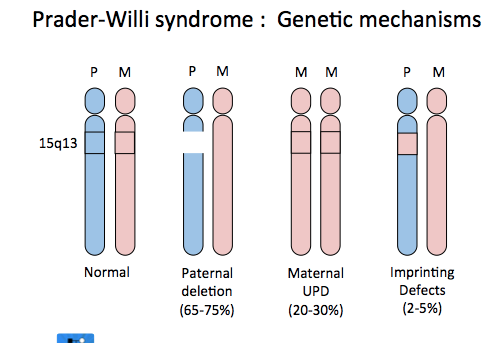 Prader-Willi syndrome : Genetic mechanisms
P M P M M M P M
15q13
Normal
Paternal
deletion
(65-75%)
Maternal
UPD
(20-30%)
Imprinting
Defects
(2-5%)